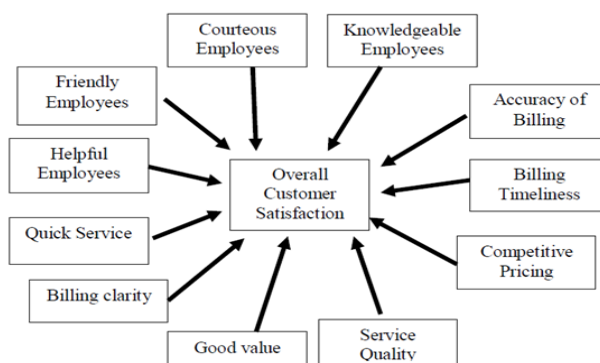 Courteous
Employees
Knowledgeable
Employees
Friendly
Employees
Accuracy of
Billing
Helpful
Employees
Overall
Customer
Satisfaction
Billing
Timeliness
Quick Service
Competitive
Pricing
Billing clarity
Good value
Service
Quality